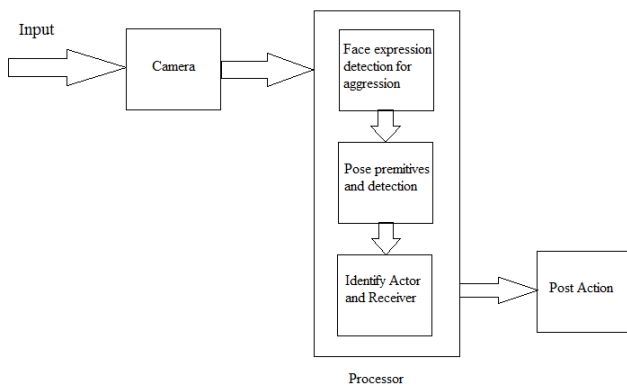 Input
Camera
Face expression
detection for
aggression
Pose premitives
and detection
Identify Actor
and Receiver
Post Action
Processor